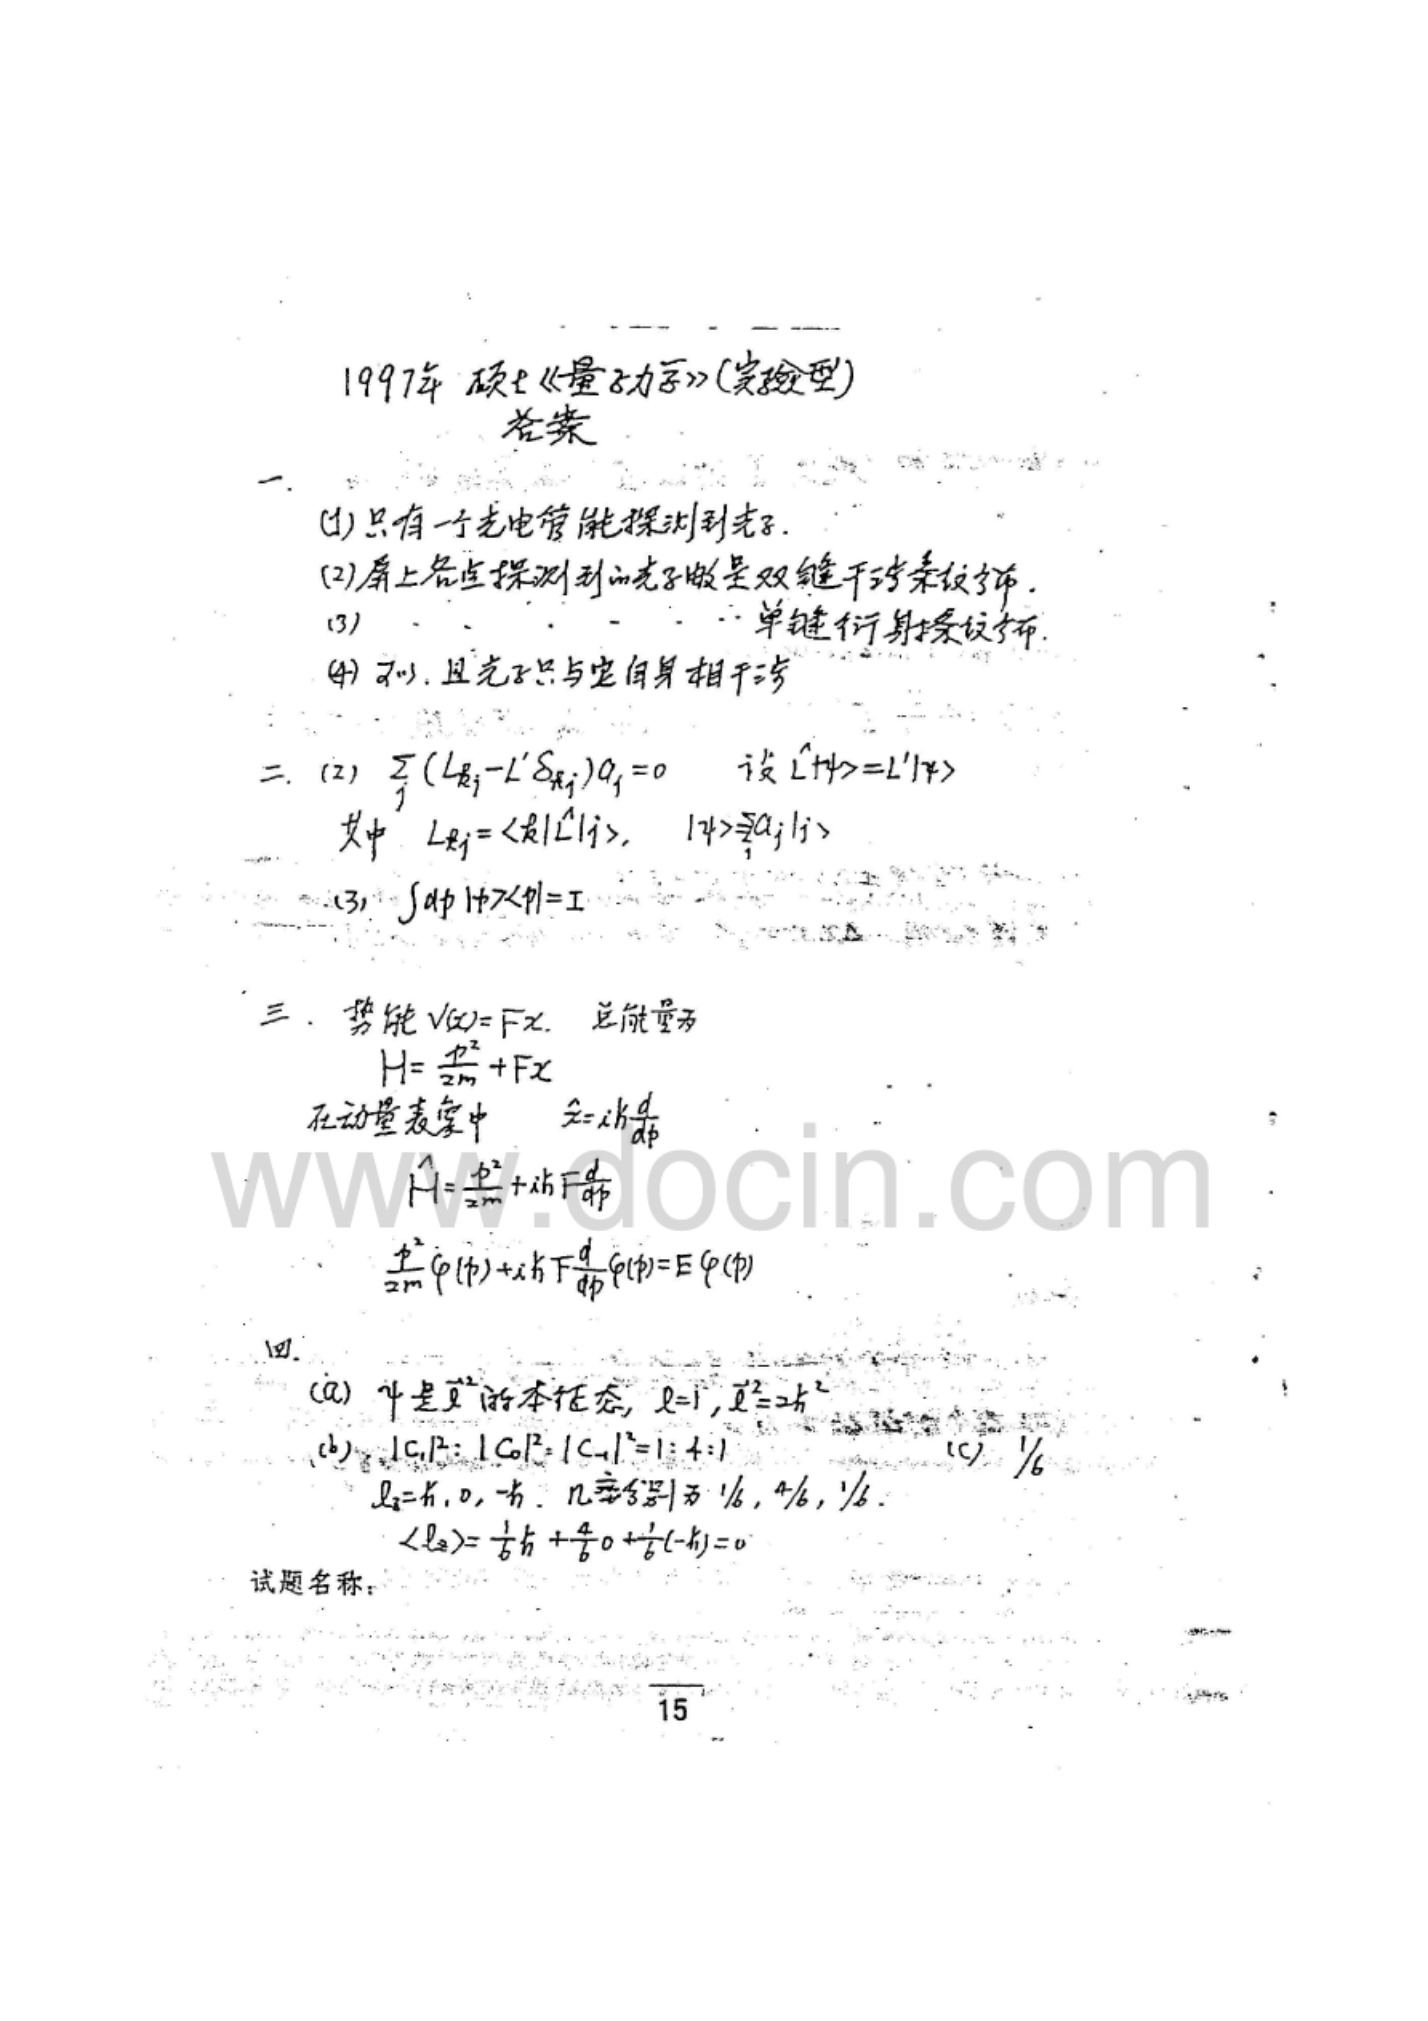 1997年 硕士《量子力学》(实验型)
答案
一.
(1) 只有一个光电管能探测到光子.
(2) 屏上各点探测到的光子数是双缝干涉条纹分布.
(3) - - - - - - - - 单缝衍射条纹分布.
(4) 可以. 且光子只与它自身相干涉
二. (2) ∑_j (L_kj - L' δ_kj) a_j = 0 设 L̂|ψ> = L'|ψ>
其中 L_kj = <k|L̂|j>, |ψ> = ∑_j a_j |j>
(3) ∫dp |p><p| = I
三. 势能 V(x) = Fx. 总能量为
H = p²/2m + Fx
在动量表象中 x̂ = iħ d/dp
www.docin.com
Ĥ = p²/2m + iħ F d/dp
p²/2m φ(p) + iħ F d/dp φ(p) = E φ(p)
四.
(a) ψ是 l⃗² 的本征态, l=1, l⃗² = 2ħ²
(b) |C₁|² : |C₀|² : |C₋₁|² = 1:4:1 (c) 1/6
l_z = ħ, 0, -ħ. 几率分别为 1/6, 4/6, 1/6.
<l_z> = 1/6 ħ + 4/6 0 + 1/6 (-ħ) = 0
试题名称:
15